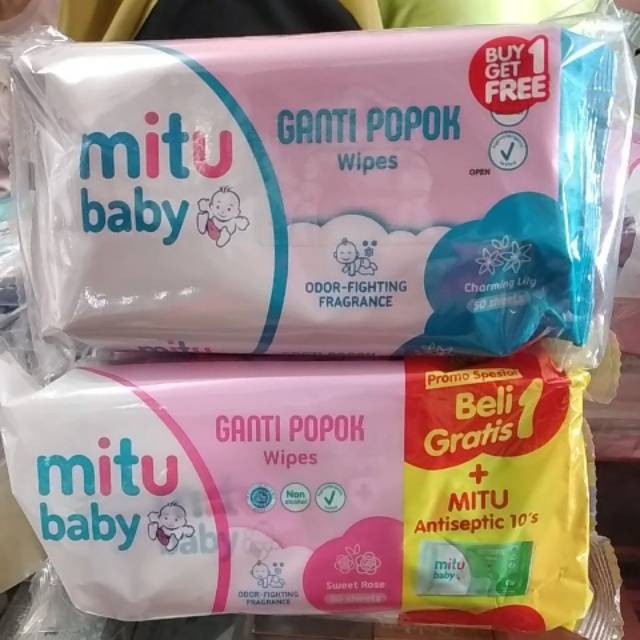 mitu
baby
GANTI POPOK
Wipes
BUY 1
GET
FREE
OPEN
ODOR-FIGHTING
FRAGRANCE
Charming Lily
50 sheets
mitu
mitu
baby
GANTI POPOK
Wipes
Non
alcohol
ODOR-FIGHTING
FRAGRANCE
Sweet Rose
50 sheets
Promo Spesial
Beli 1
Gratis
+
MITU
Antiseptic 10's
mitu
baby